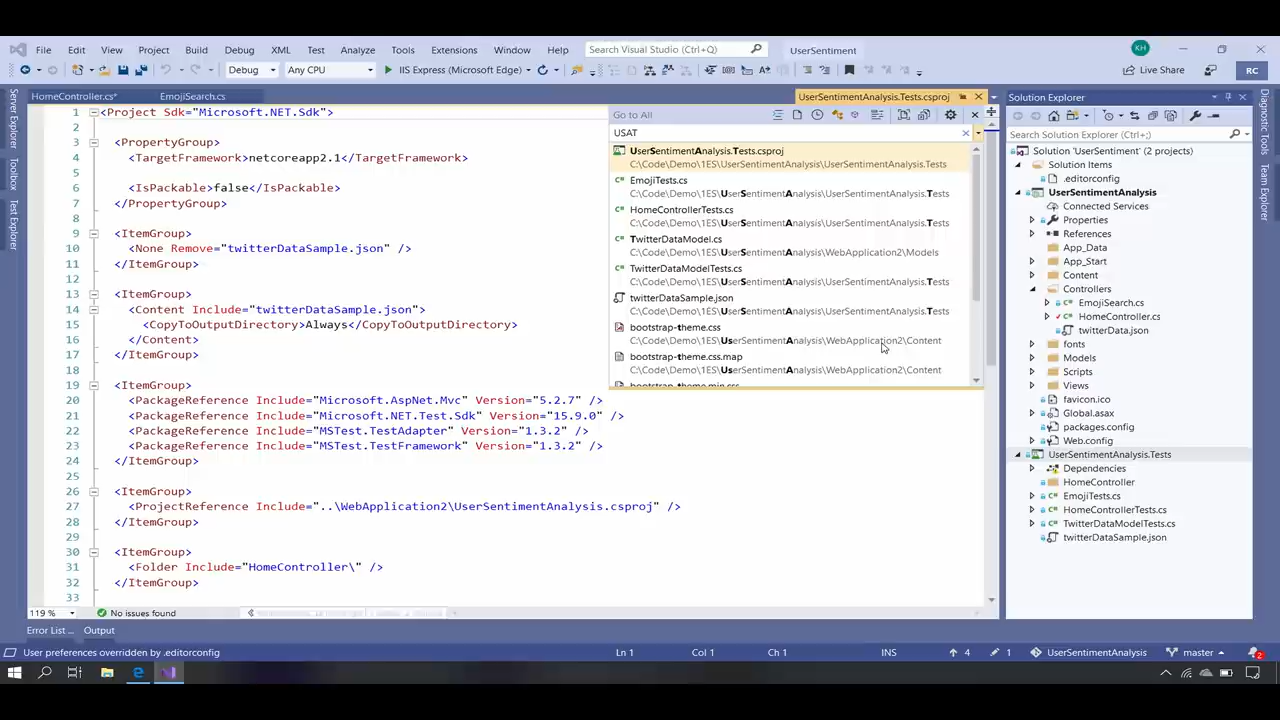 File Edit View Project Build Debug XML Test Analyze Tools Extensions Window Help Search Visual Studio (Ctrl+Q) UserSentiment KH
Debug Any CPU IIS Express (Microsoft Edge) Live Share RC
HomeController.cs* EmojiSearch.cs UserSentimentAnalysis.Tests.csproj
Server Explorer
Toolbox
Test Explorer
1 <Project Sdk="Microsoft.NET.Sdk">
2
3 <PropertyGroup>
4 <TargetFramework>netcoreapp2.1</TargetFramework>
5
6 <IsPackable>false</IsPackable>
7 </PropertyGroup>
8
9 <ItemGroup>
10 <None Remove="twitterDataSample.json" />
11 </ItemGroup>
12
13 <ItemGroup>
14 <Content Include="twitterDataSample.json">
15 <CopyToOutputDirectory>Always</CopyToOutputDirectory>
16 </Content>
17 </ItemGroup>
18
19 <ItemGroup>
20 <PackageReference Include="Microsoft.AspNet.Mvc" Version="5.2.7" />
21 <PackageReference Include="Microsoft.NET.Test.Sdk" Version="15.9.0" />
22 <PackageReference Include="MSTest.TestAdapter" Version="1.3.2" />
23 <PackageReference Include="MSTest.TestFramework" Version="1.3.2" />
24 </ItemGroup>
25
26 <ItemGroup>
27 <ProjectReference Include="..\WebApplication2\UserSentimentAnalysis.csproj" />
28 </ItemGroup>
29
30 <ItemGroup>
31 <Folder Include="HomeController\" />
32 </ItemGroup>
33
Go to All
USAT
UserSentimentAnalysis.Tests.csproj
C:\Code\Demo\1ES\UserSentimentAnalysis\UserSentimentAnalysis.Tests
EmojiTests.cs
C:\Code\Demo\1ES\UserSentimentAnalysis\UserSentimentAnalysis.Tests
HomeControllerTests.cs
C:\Code\Demo\1ES\UserSentimentAnalysis\UserSentimentAnalysis.Tests
TwitterDataModel.cs
C:\Code\Demo\1ES\UserSentimentAnalysis\WebApplication2\Models
TwitterDataModelTests.cs
C:\Code\Demo\1ES\UserSentimentAnalysis\UserSentimentAnalysis.Tests
twitterDataSample.json
C:\Code\Demo\1ES\UserSentimentAnalysis\UserSentimentAnalysis.Tests
bootstrap-theme.css
C:\Code\Demo\1ES\UserSentimentAnalysis\WebApplication2\Content
bootstrap-theme.css.map
C:\Code\Demo\1ES\UserSentimentAnalysis\WebApplication2\Content
bootstrap-theme.min.css
Solution Explorer
Search Solution Explorer (Ctrl+;)
Solution 'UserSentiment' (2 projects)
Solution Items
.editorconfig
UserSentimentAnalysis
Connected Services
Properties
References
App_Data
App_Start
Content
Controllers
EmojiSearch.cs
HomeController.cs
twitterData.json
fonts
Models
Scripts
Views
favicon.ico
Global.asax
packages.config
Web.config
UserSentimentAnalysis.Tests
Dependencies
HomeController
EmojiTests.cs
HomeControllerTests.cs
TwitterDataModelTests.cs
twitterDataSample.json
Diagnostic Tools
Team Explorer
119 % No issues found
Error List ... Output
User preferences overridden by .editorconfig Ln 1 Col 1 Ch 1 INS 4 1 UserSentimentAnalysis master 2